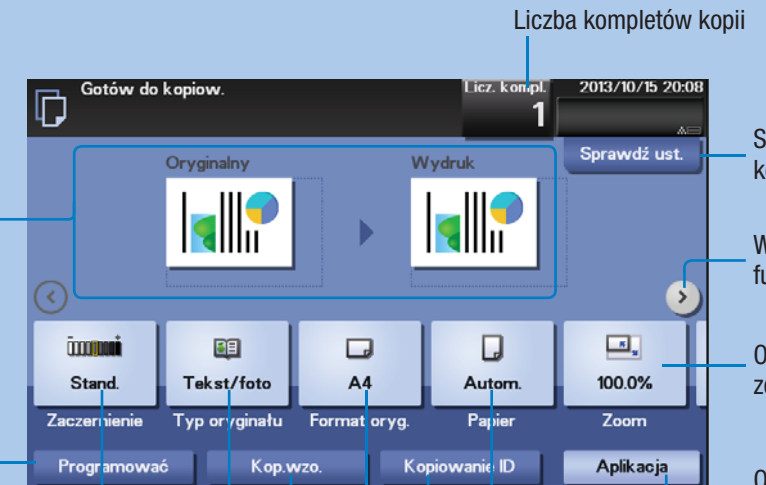 Liczba kompletów kopii
Gotów do kopiow.
Licz. kompl.
1
2013/10/15 20:08
Sprawdź ust.
Oryginalny
Wydruk
Stand.
Tekst/foto
A4
Autom.
100.0%
Zaczernienie
Typ oryginału
Format oryg.
Papier
Zoom
Programować
Kop.wzo.
Kopiowanie ID
Aplikacja